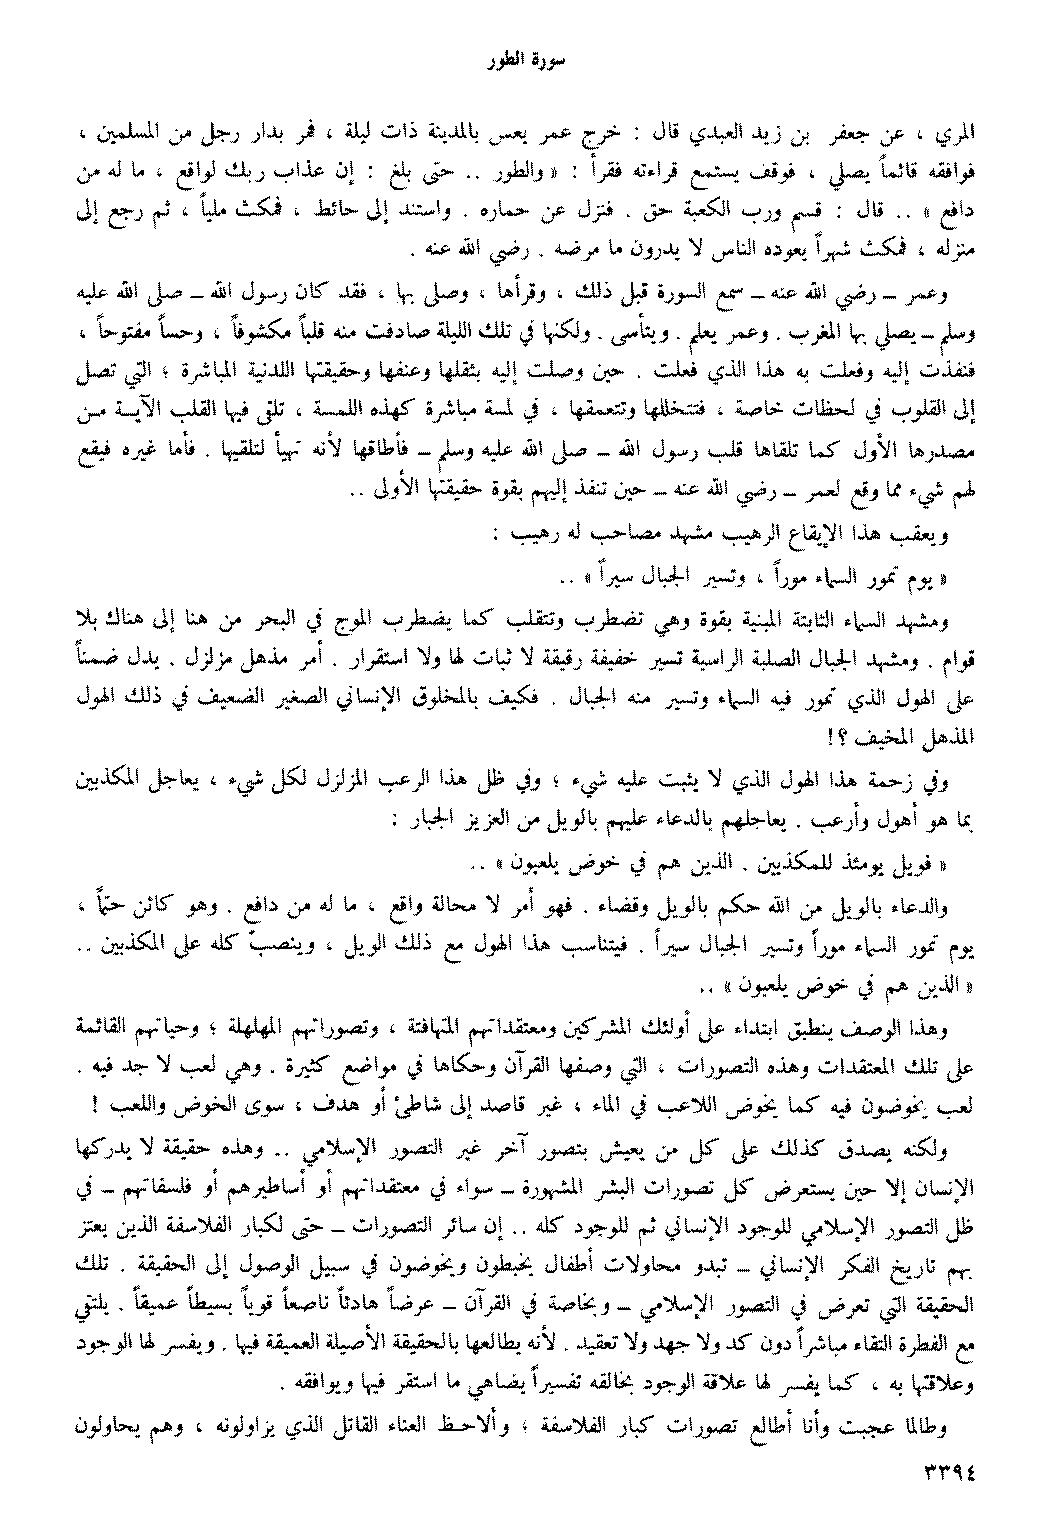 سورة الطور
المري ، عن جعفر بن زيد العبدي قال : خرج عمر يعس بالمدينة ذات ليلة ، فمر بدار رجل من المسلمين ،
فوافقه قائماً يصلي ، فوقف يستمع قراءته فقرأ : « والطور .. حتى بلغ : إن عذاب ربك لواقع ، ما له من
دافع » .. قال : قسم ورب الكعبة حق . فنزل عن حماره . واستند إلى حائط ، فمكث ملياً ، ثم رجع إلى
منزله ، فمكث شهراً يعوده الناس لا يدرون ما مرضه . رضي الله عنه .
وعمر – رضي الله عنه – سمع السورة قبل ذلك ، وقرأها ، وصلى بها ، فقد كان رسول الله – صلى الله عليه
وسلم – يصلي بها المغرب . وعمر يعلم . ويتأسى . ولكنها في تلك الليلة صادفت منه قلباً مكشوفاً ، وحساً مفتوحاً ،
فنفذت إليه وفعلت به هذا الذي فعلت . حين وصلت إليه بثقلها وعنفها وحقيقتها اللدنية المباشرة ؛ التي تصل
إلى القلوب في لحظات خاصة ، فتتخللها وتتعمقها ، في لمسة مباشرة كهذه اللمسة ، تلقى فيها القلب الآية من
مصدرها الأول كما تلقاها قلب رسول الله – صلى الله عليه وسلم – فأطاقها لأنه تهيأ لتلقيها . فأما غيره فيقع
لهم شيء مما وقع لعمر – رضي الله عنه – حين تنفذ إليهم بقوة حقيقتها الأولى ..
ويعقب هذا الإيقاع الرهيب مشهد مصاحب له رهيب :
« يوم تمور السماء موراً ، وتسير الجبال سيراً » ..
ومشهد السماء الثابتة المبنية بقوة وهي تضطرب وتتقلب كما يضطرب الموج في البحر من هنا إلى هناك بلا
قوام . ومشهد الجبال الصلبة الراسية تسير خفيفة رقيقة لا ثبات لها ولا استقرار . أمر مذهل مزلزل . يدل ضمناً
على الهول الذي تمور فيه السماء وتسير منه الجبال . فكيف بالمخلوق الإنساني الصغير الضعيف في ذلك الهول
المذهل المخيف ؟!
وفي زحمة هذا الهول الذي لا يثبت عليه شيء ؛ وفي ظل هذا الرعب المزلزل لكل شيء ، يعاجل المكذبين
بما هو أهول وأرعب . يعاجلهم بالدعاء عليهم بالويل من العزيز الجبار :
« فويل يومئذ للمكذبين . الذين هم في خوض يلعبون » ..
والدعاء بالويل من الله حكم بالويل وقضاء . فهو أمر لا محالة واقع ، ما له من دافع . وهو كائن حتماً ،
يوم تمور السماء موراً وتسير الجبال سيراً . فيتناسب هذا الهول مع ذلك الويل ، وينصبّ كله على المكذبين ..
« الذين هم في خوض يلعبون » ..
وهذا الوصف ينطبق ابتداء على أولئك المشركين ومعتقداتهم المتهافتة ، وتصوراتهم المهلهلة ؛ وحياتهم القائمة
على تلك المعتقدات وهذه التصورات ، التي وصفها القرآن وحكاها في مواضع كثيرة . وهي لعب لا جد فيه .
لعب يخوضون فيه كما يخوض اللاعب في الماء ، غير قاصد إلى شاطئ أو هدف ، سوى الخوض واللعب !
ولكنه يصدق كذلك على كل من يعيش بتصور آخر غير التصور الإسلامي .. وهذه حقيقة لا يدركها
الإنسان إلا حين يستعرض كل تصورات البشر المشهورة – سواء في معتقداتهم أو أساطيرهم أو فلسفاتهم – في
ظل التصور الإسلامي للوجود الإنساني ثم للوجود كله .. إن سائر التصورات – حتى لكبار الفلاسفة الذين يعتز
بهم تاريخ الفكر الإنساني – تبدو محاولات أطفال يخبطون ويخوضون في سبيل الوصول إلى الحقيقة . تلك
الحقيقة التي تعرض في التصور الإسلامي – وبخاصة في القرآن – عرضاً هادئاً ناصعاً قوياً بسيطاً عميقاً . يلتقي
مع الفطرة التقاء مباشراً دون كد ولا جهد ولا تعقيد . لأنه يطالعها بالحقيقة الأصيلة العميقة فيها . ويفسر لها الوجود
وعلاقتها به ، كما يفسر لها علاقة الوجود بخالقه تفسيراً يضاهي ما استقر فيها ويوافقه .
وطالما عجبت وأنا أطالع تصورات كبار الفلاسفة ؛ وألاحظ العناء القاتل الذي يزاولونه ، وهم يحاولون
٣٣٩٤